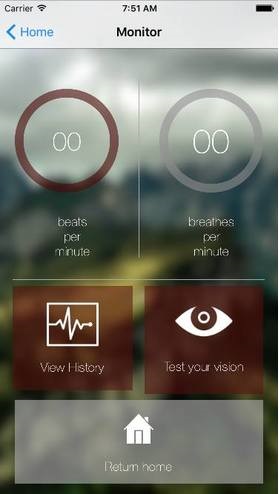 Carrier 7:51 AM
Home Monitor
00 00
beats breathes
per per
minute minute
View History Test your vision
Return home